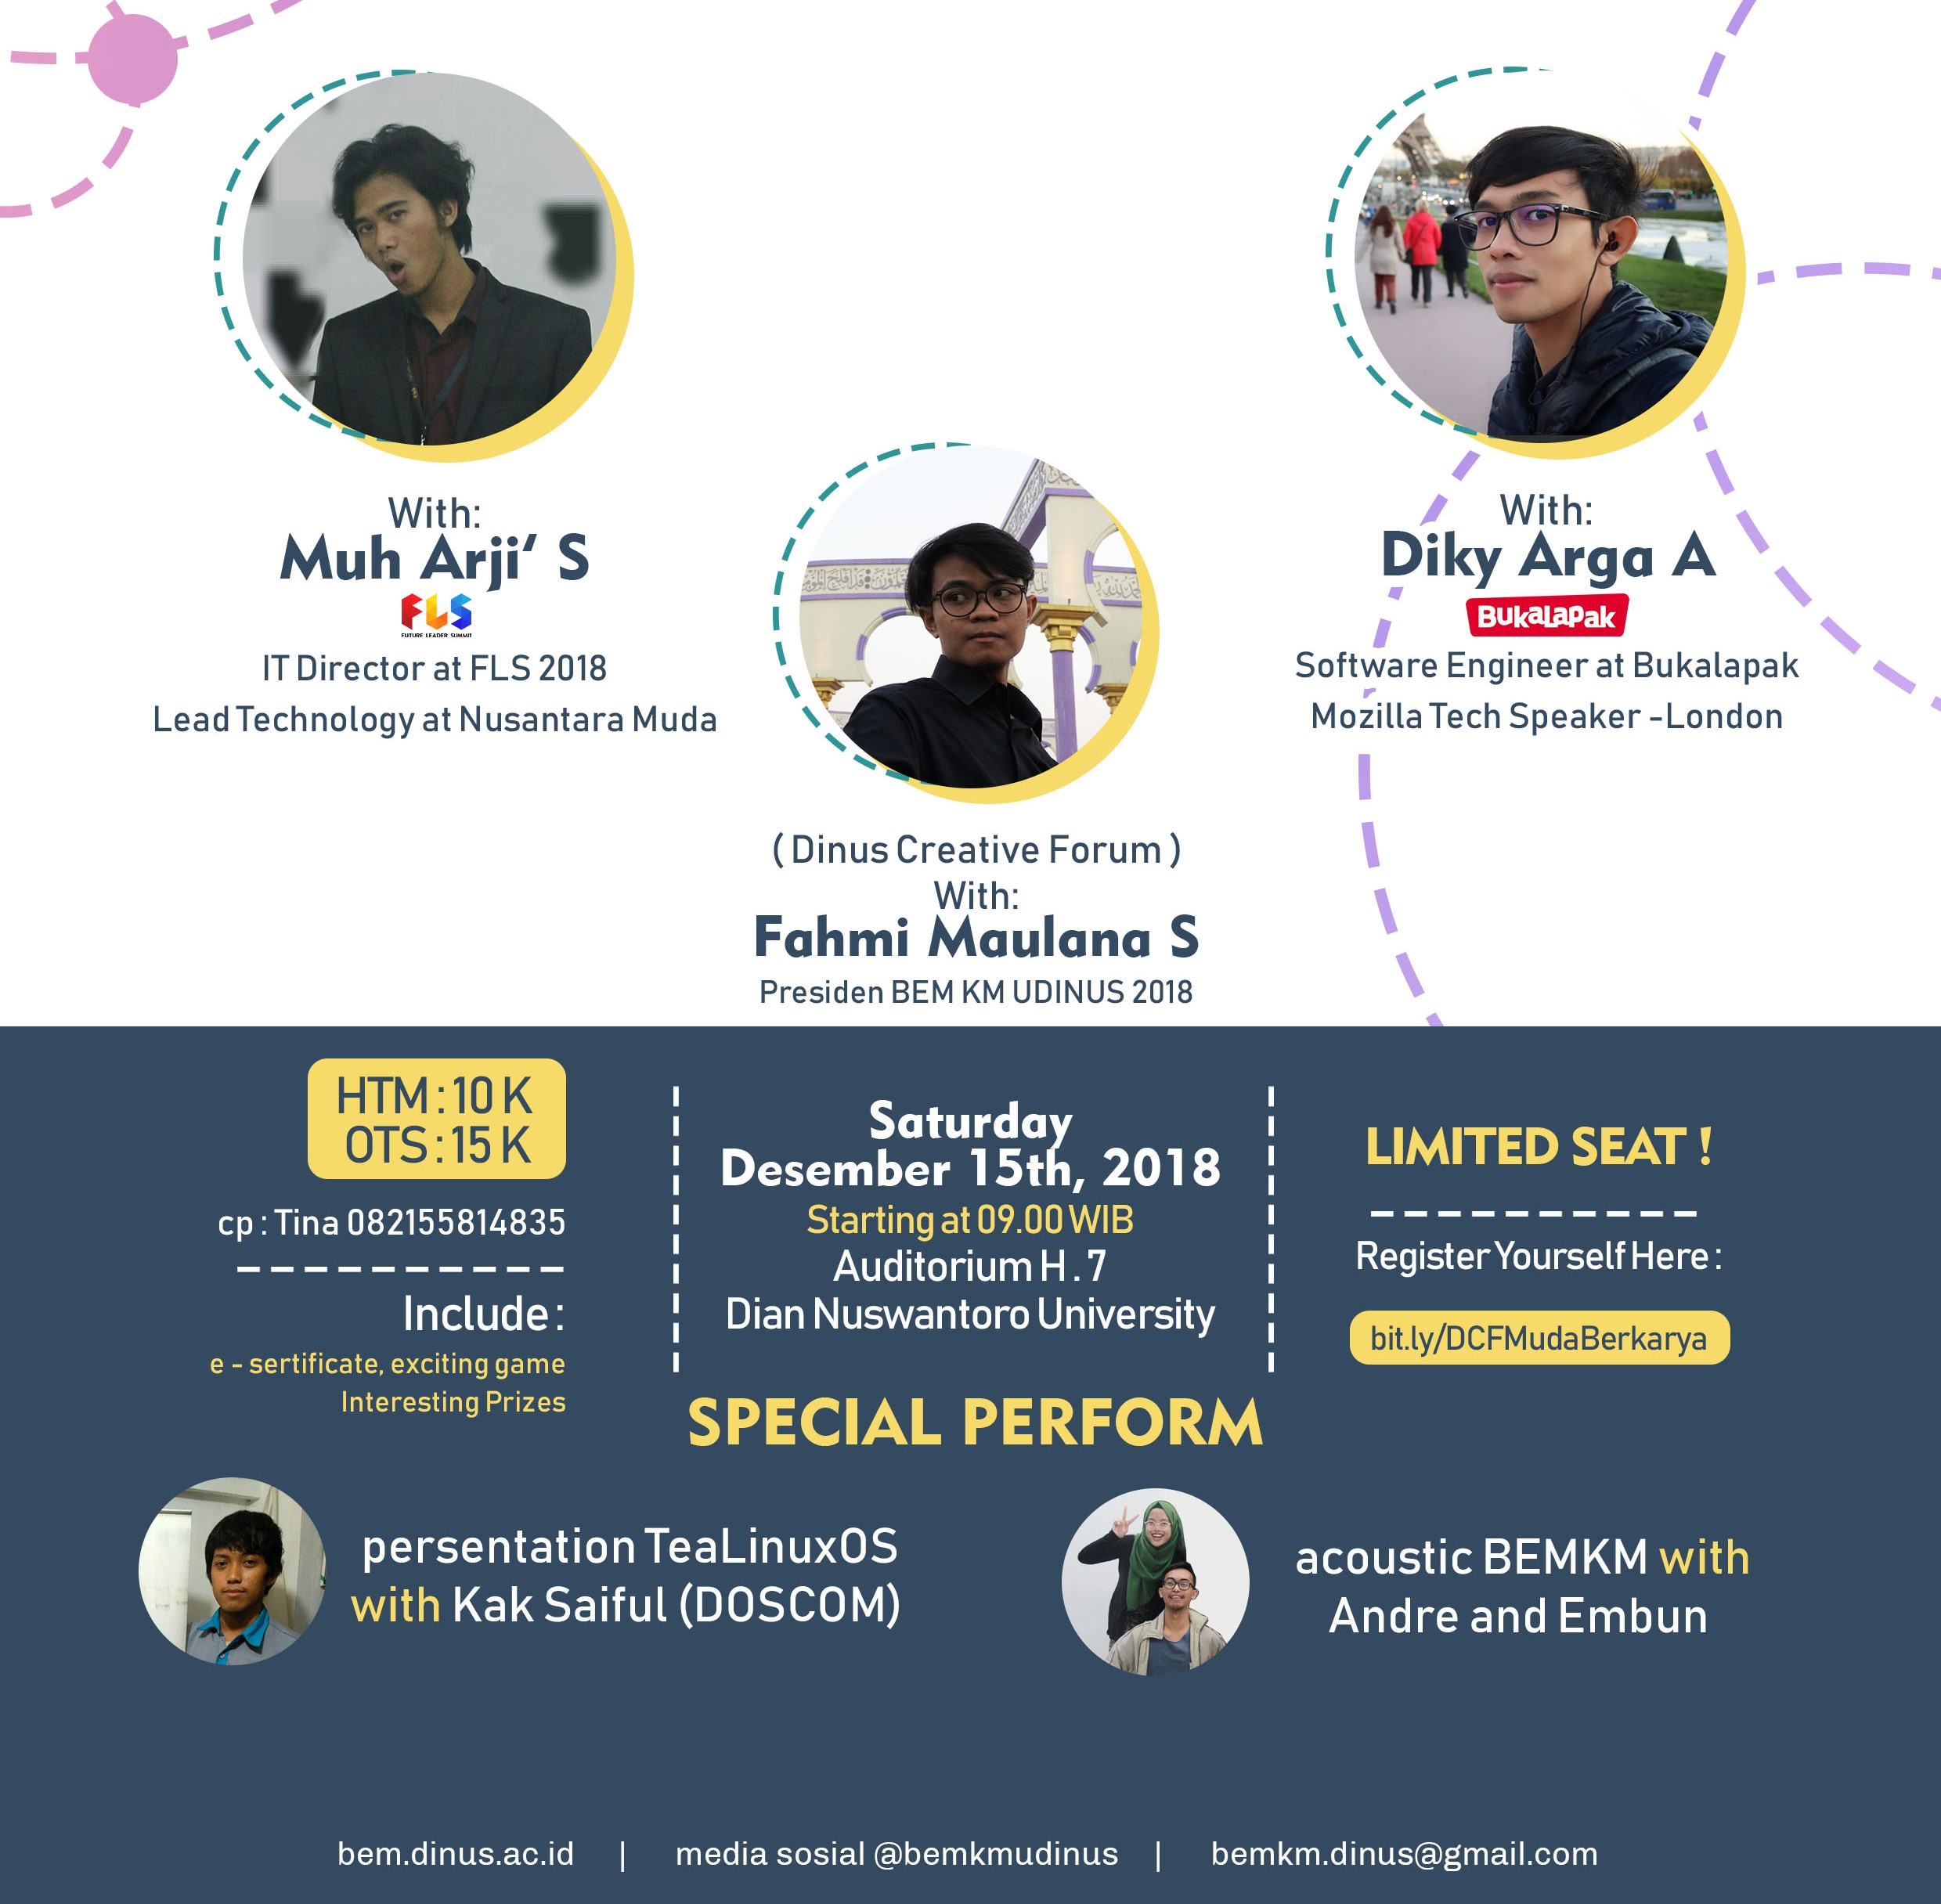 With:
Muh Arji' S
FLS
FUTURE LEADER SUMMIT
IT Director at FLS 2018
Lead Technology at Nusantara Muda
With:
Diky Arga A
BukaLapak
Software Engineer at Bukalapak
Mozilla Tech Speaker -London
( Dinus Creative Forum )
With:
Fahmi Maulana S
Presiden BEM KM UDINUS 2018
HTM : 10 K
OTS : 15 K
cp : Tina 082155814835
Include :
e - sertificate, exciting game
Interesting Prizes
Saturday
Desember 15th, 2018
Starting at 09.00 WIB
Auditorium H . 7
Dian Nuswantoro University
LIMITED SEAT !
Register Yourself Here :
bit.ly/DCFMudaBerkarya
SPECIAL PERFORM
persentation TeaLinuxOS
with Kak Saiful (DOSCOM)
acoustic BEMKM with
Andre and Embun
bem.dinus.ac.id | media sosial @bemkmudinus | bemkm.dinus@gmail.com